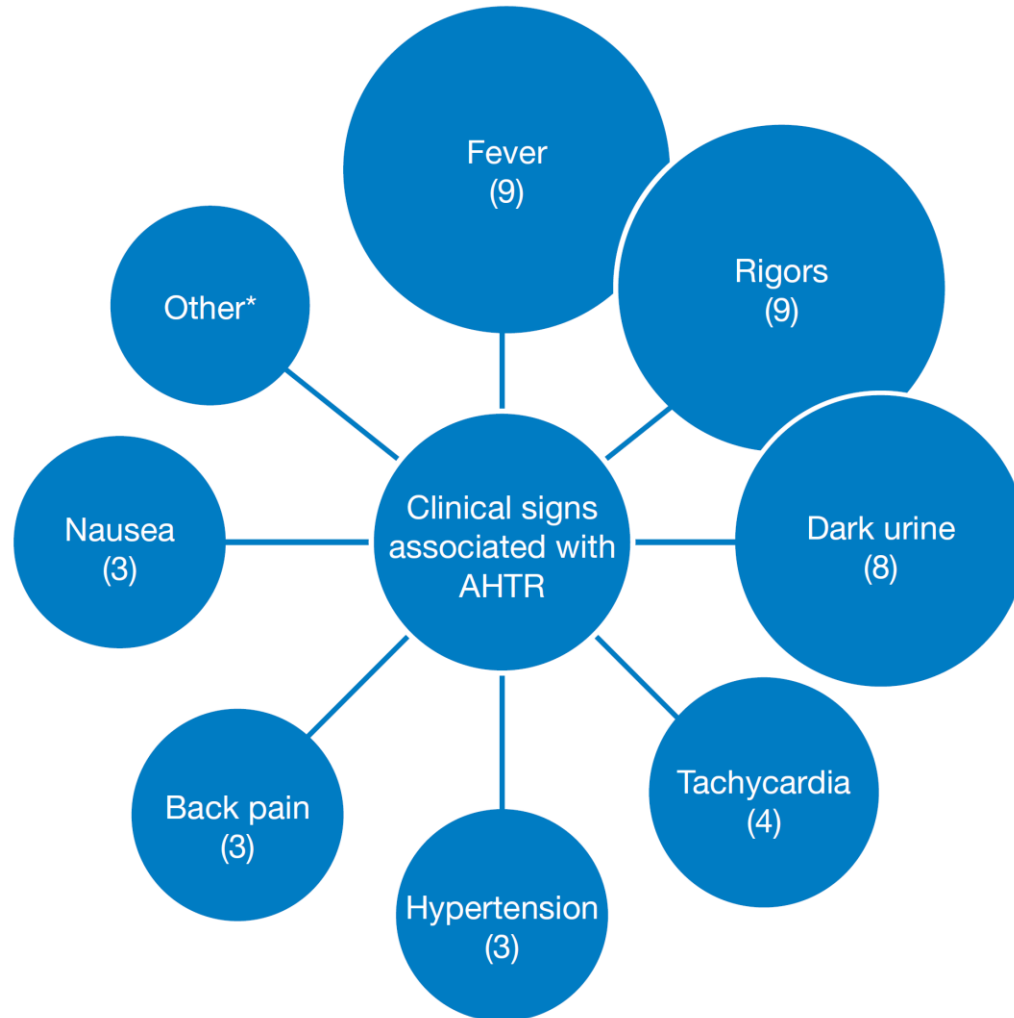 Fever
(9)
Rigors
(9)
Other*
Clinical signs
associated with
AHTR
Nausea
(3)
Dark urine
(8)
Back pain
(3)
Tachycardia
(4)
Hypertension
(3)